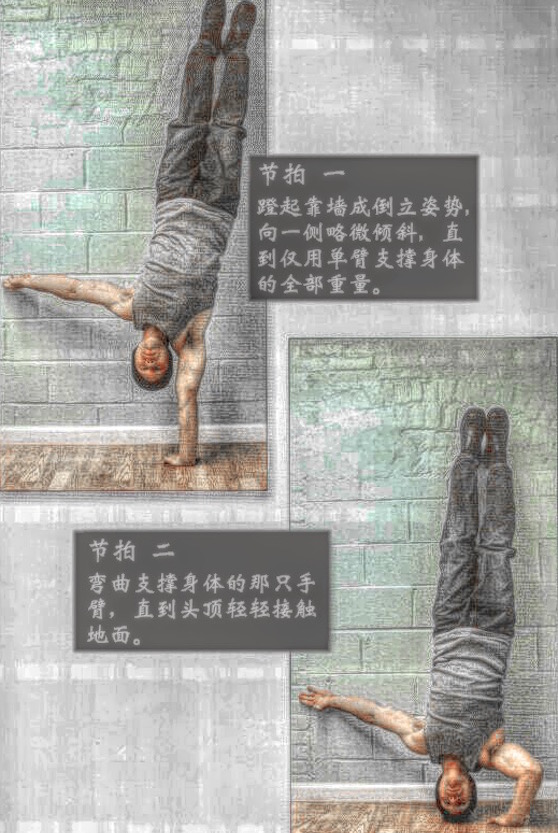 节拍 一
蹬起靠墙成倒立姿势,
向一侧略微倾斜, 直
到仅用单臂支撑身体
的全部重量。
节拍 二
弯曲支撑身体的那只手
臂, 直到头顶轻轻接触
地面。